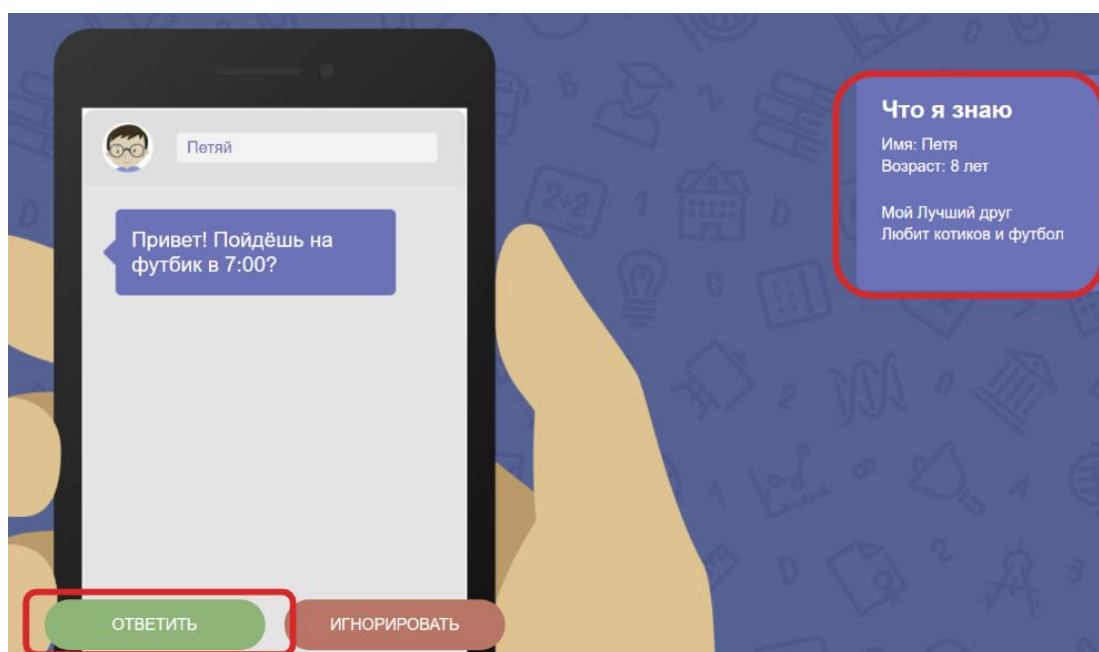 Петяй
Привет! Пойдёшь на
футбик в 7:00?
ОТВЕТИТЬ
ИГНОРИРОВАТЬ
Что я знаю
Имя: Петя
Возраст: 8 лет
Мой Лучший друг
Любит котиков и футбол